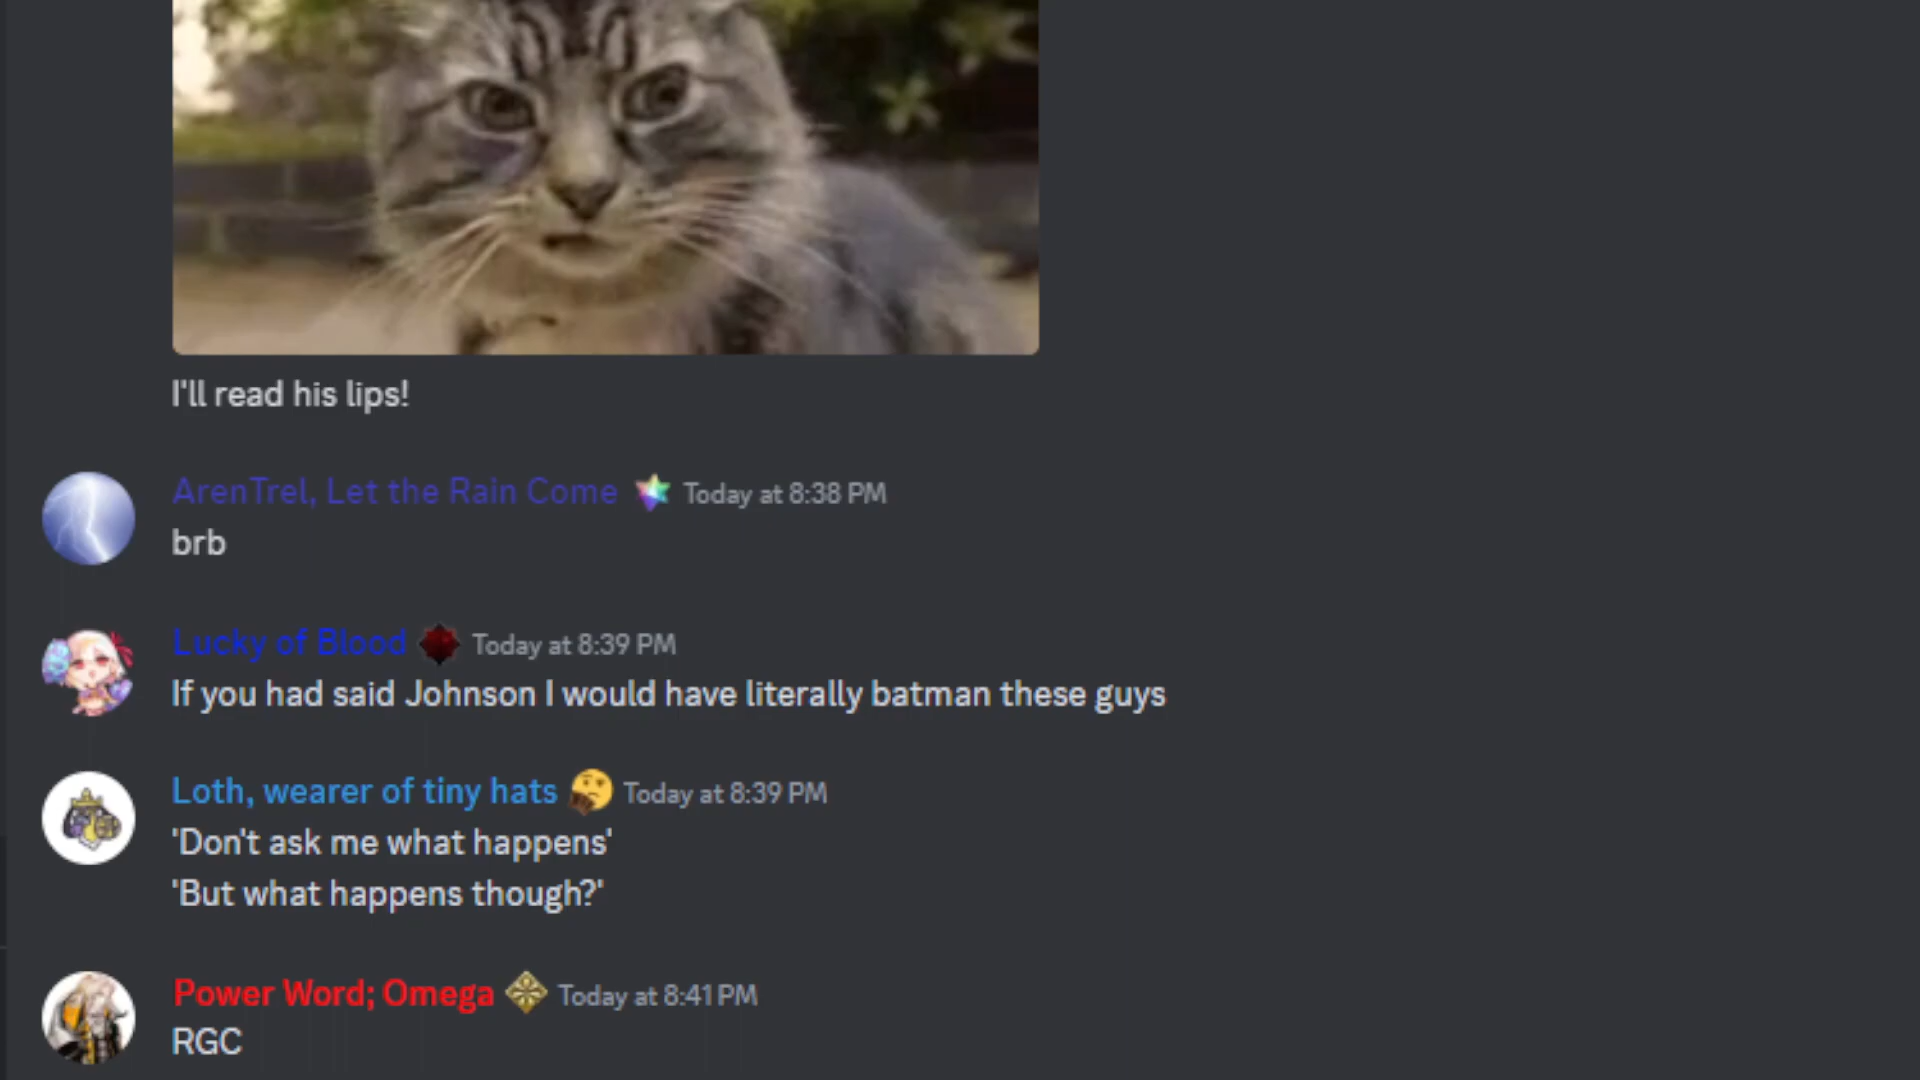 I'll read his lips!
ArenTrel, Let the Rain Come Today at 8:38 PM
brb
Lucky of Blood Today at 8:39 PM
If you had said Johnson I would have literally batman these guys
Loth, wearer of tiny hats Today at 8:39 PM
'Don't ask me what happens'
'But what happens though?'
Power Word; Omega Today at 8:41 PM
RGC